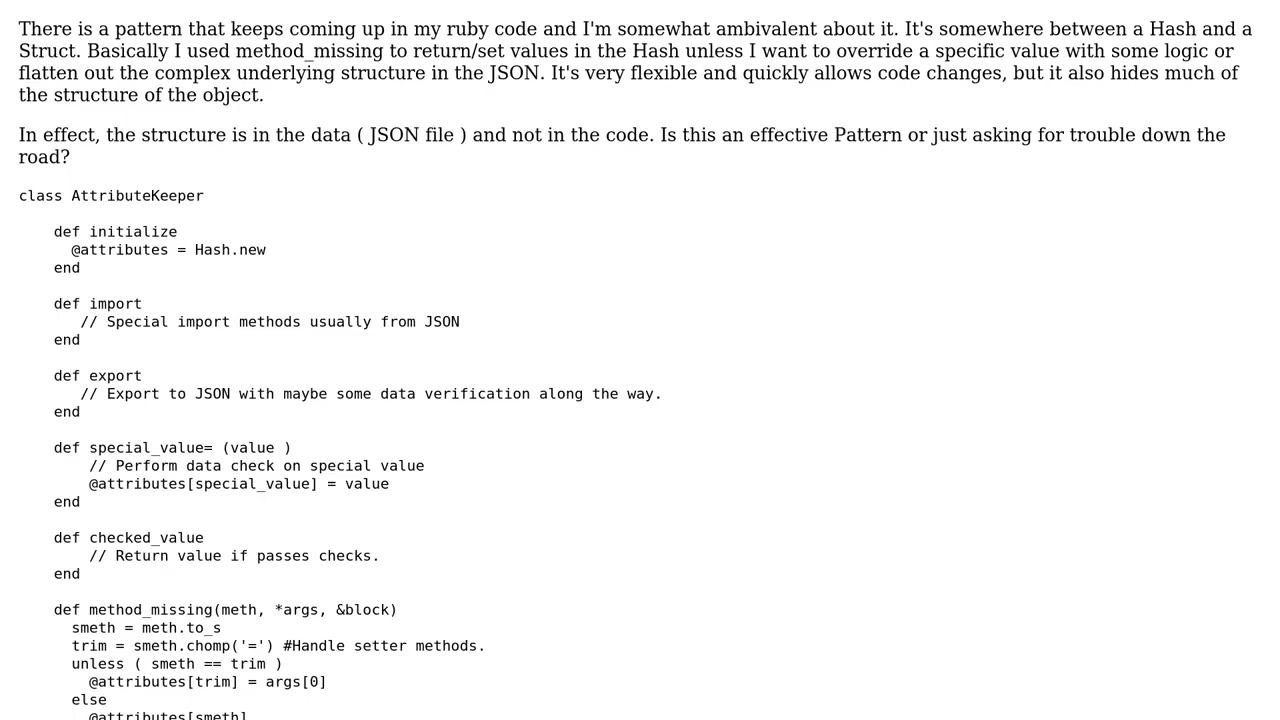 There is a pattern that keeps coming up in my ruby code and I'm somewhat ambivalent about it. It's somewhere between a Hash and a
Struct. Basically I used method_missing to return/set values in the Hash unless I want to override a specific value with some logic or
flatten out the complex underlying structure in the JSON. It's very flexible and quickly allows code changes, but it also hides much of
the structure of the object.
In effect, the structure is in the data ( JSON file ) and not in the code. Is this an effective Pattern or just asking for trouble down the
road?
class AttributeKeeper
def initialize
@attributes = Hash.new
end
def import
// Special import methods usually from JSON
end
def export
// Export to JSON with maybe some data verification along the way.
end
def special_value= (value )
// Perform data check on special value
@attributes[special_value] = value
end
def checked_value
// Return value if passes checks.
end
def method_missing(meth, *args, &block)
smeth = meth.to_s
trim = smeth.chomp('=') #Handle setter methods.
unless ( smeth == trim )
@attributes[trim] = args[0]
else
@attributes[smeth]